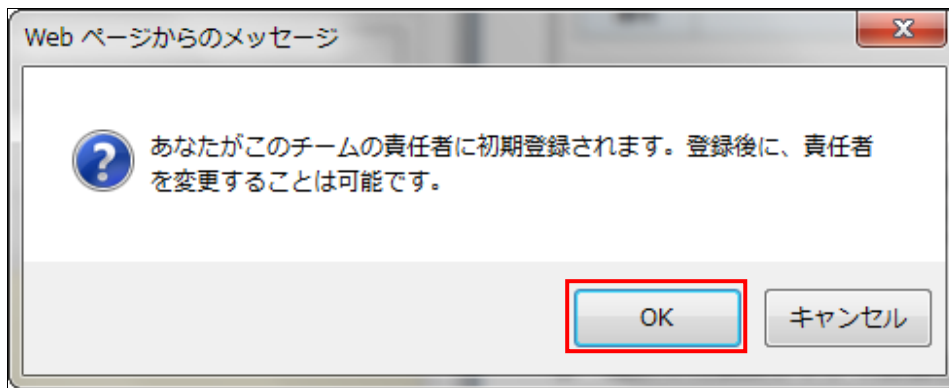 Web ページからのメッセージ
あなたがこのチームの責任者に初期登録されます。登録後に、責任者
を変更することは可能です。
OK
キャンセル